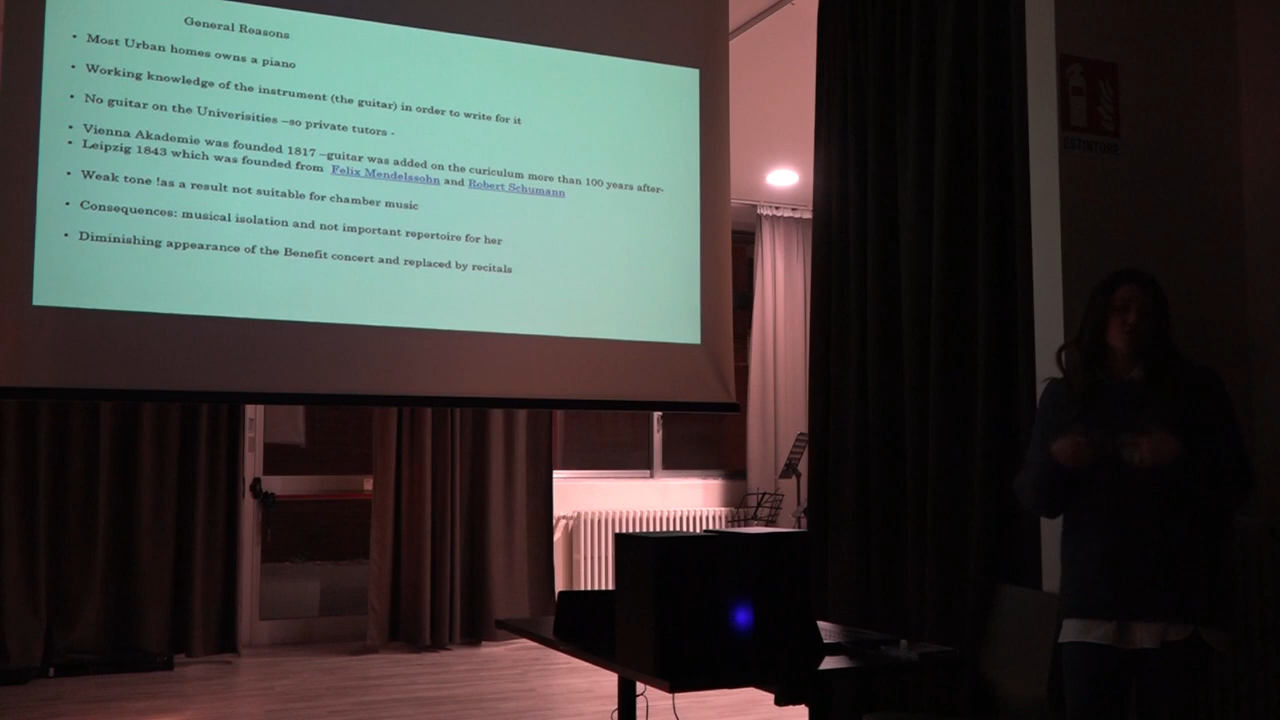 General Reasons
• Most Urban homes owns a piano
• Working knowledge of the instrument (the guitar) in order to write for it
• No guitar on the Univerisities –so private tutors -
• Vienna Akademie was founded 1817 –guitar was added on the curiculum more than 100 years after-
• Leipzig 1843 which was founded from Felix Mendelssohn and Robert Schumann
• Weak tone !as a result not suitable for chamber music
• Consequences: musical isolation and not important repertoire for her
• Diminishing appearance of the Benefit concert and replaced by recitals
ESTINTORE